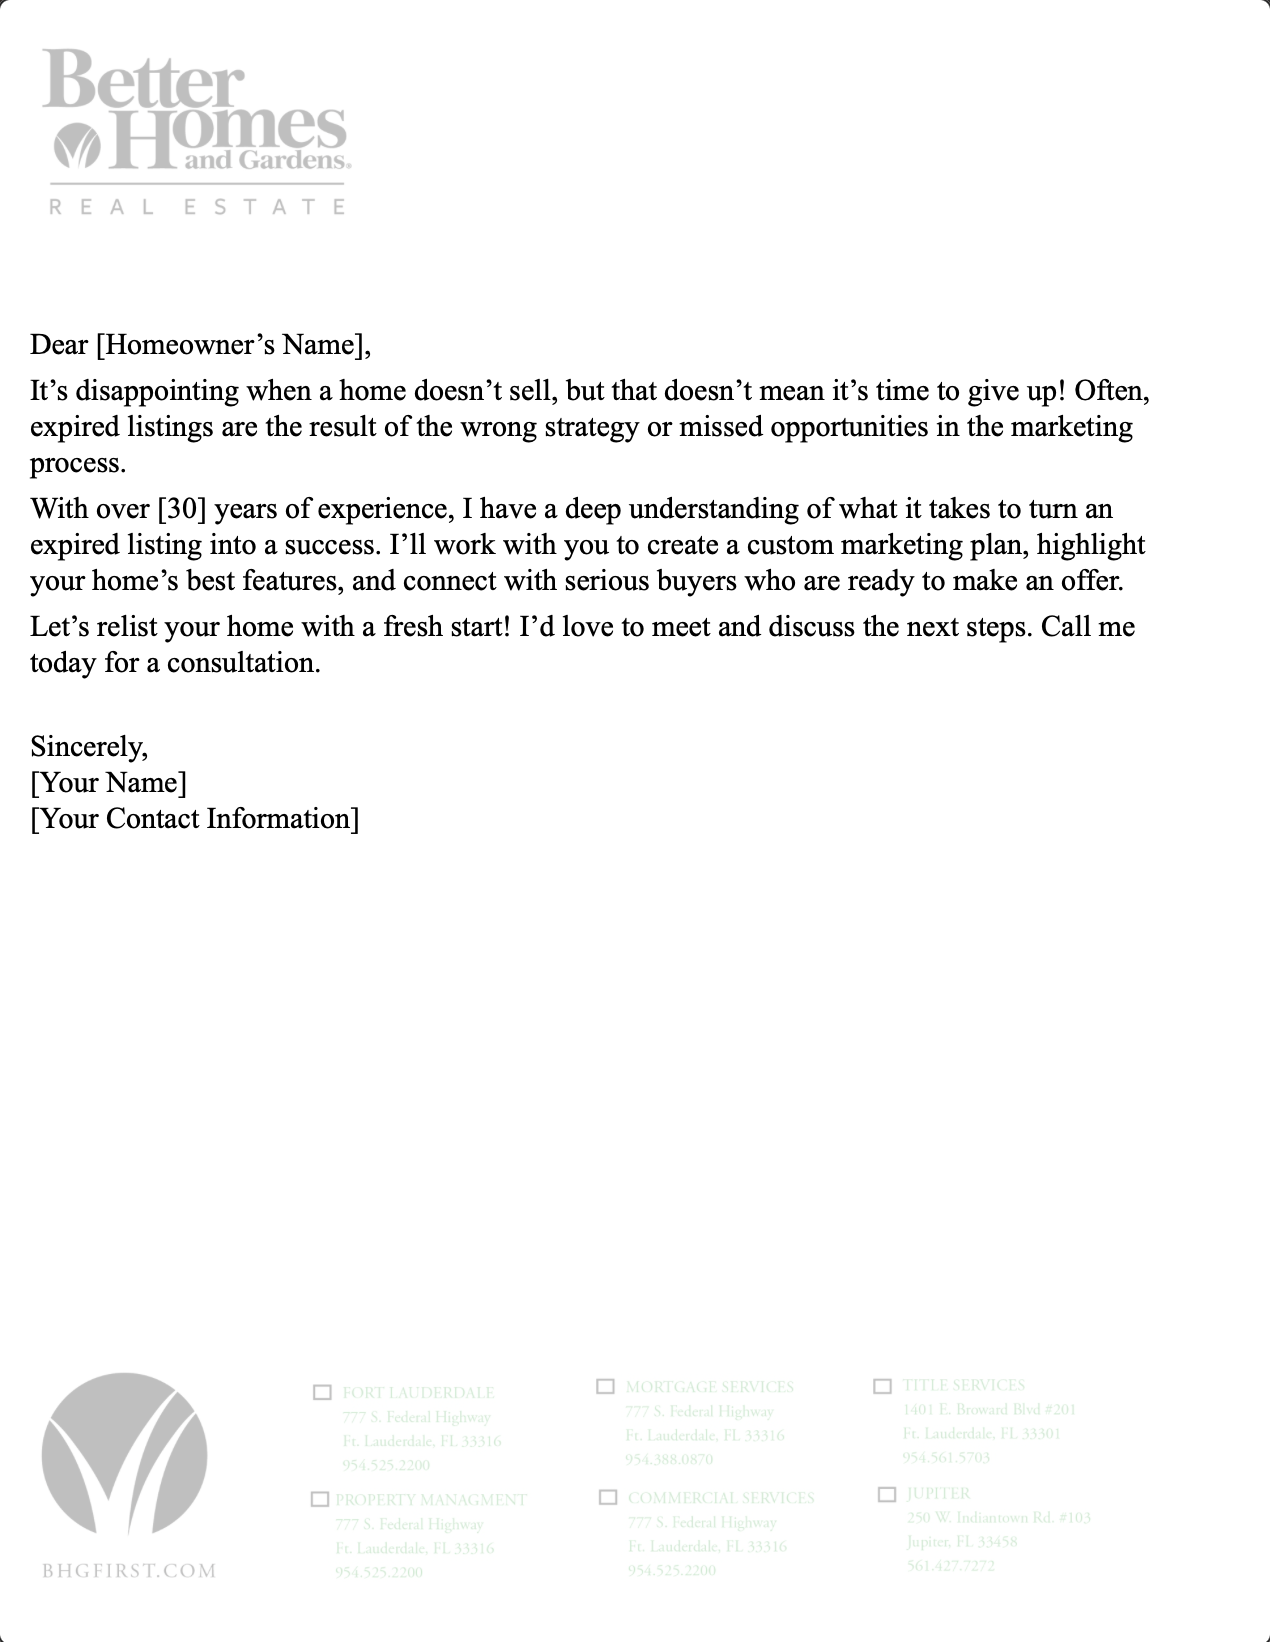 Better
Homes
and Gardens.
REAL ESTATE
Dear [Homeowner’s Name],
It’s disappointing when a home doesn’t sell, but that doesn’t mean it’s time to give up! Often,
expired listings are the result of the wrong strategy or missed opportunities in the marketing
process.
With over [30] years of experience, I have a deep understanding of what it takes to turn an
expired listing into a success. I’ll work with you to create a custom marketing plan, highlight
your home’s best features, and connect with serious buyers who are ready to make an offer.
Let’s relist your home with a fresh start! I’d love to meet and discuss the next steps. Call me
today for a consultation.
Sincerely,
[Your Name]
[Your Contact Information]
BHGFIRST.COM
FORT LAUDERDALE
777 S. Federal Highway
Ft. Lauderdale, FL 33316
954.525.2200
MORTGAGE SERVICES
777 S. Federal Highway
Ft. Lauderdale, FL 33316
954.388.0870
TITLE SERVICES
1401 E. Broward Blvd #201
Ft. Lauderdale, FL 33301
954.561.5703
PROPERTY MANAGMENT
777 S. Federal Highway
Ft. Lauderdale, FL 33316
954.525.2200
COMMERCIAL SERVICES
777 S. Federal Highway
Ft. Lauderdale, FL 33316
954.525.2200
JUPITER
250 W. Indiantown Rd. #103
Jupiter, FL 33458
561.427.7272